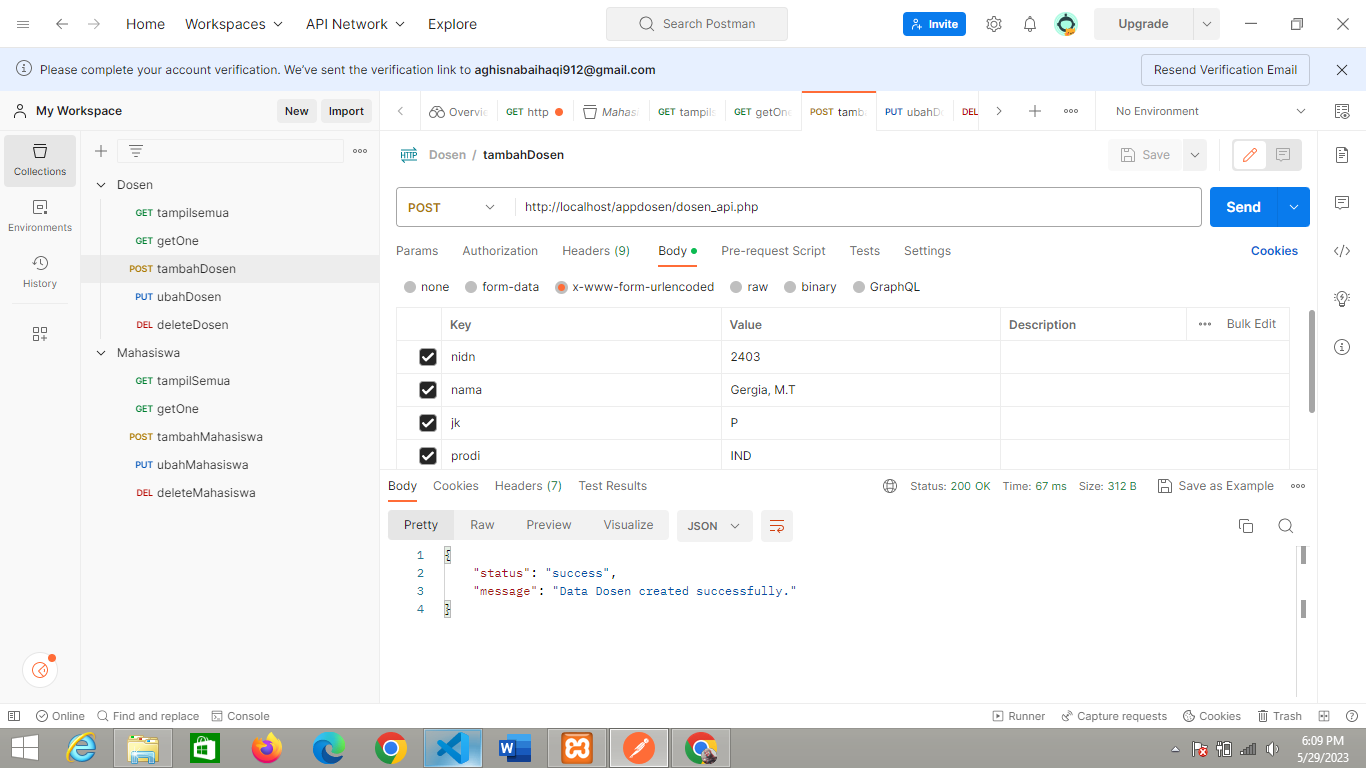 Home Workspaces API Network Explore Search Postman Invite Upgrade
Please complete your account verification. We've sent the verification link to aghisnabaihaqi912@gmail.com Resend Verification Email
My Workspace New Import Overvie GET http Mahasi GET tampils GET getOne POST tamb PUT ubahD DEL No Environment
Collections
Environments
History
Dosen
GET tampilsemua
GET getOne
POST tambahDosen
PUT ubahDosen
DEL deleteDosen
Mahasiswa
GET tampilSemua
GET getOne
POST tambahMahasiswa
PUT ubahMahasiswa
DEL deleteMahasiswa
HTTP Dosen / tambahDosen Save
POST http://localhost/appdosen/dosen_api.php Send
Params Authorization Headers (9) Body Pre-request Script Tests Settings Cookies
none form-data x-www-form-urlencoded raw binary GraphQL
Key Value Description Bulk Edit
nidn 2403
nama Gergia, M.T
jk P
prodi IND
Body Cookies Headers (7) Test Results Status: 200 OK Time: 67 ms Size: 312 B Save as Example
Pretty Raw Preview Visualize JSON
1 {
2 "status": "success",
3 "message": "Data Dosen created successfully."
4 }
Online Find and replace Console Runner Capture requests Cookies Trash
6:09 PM
5/29/2023